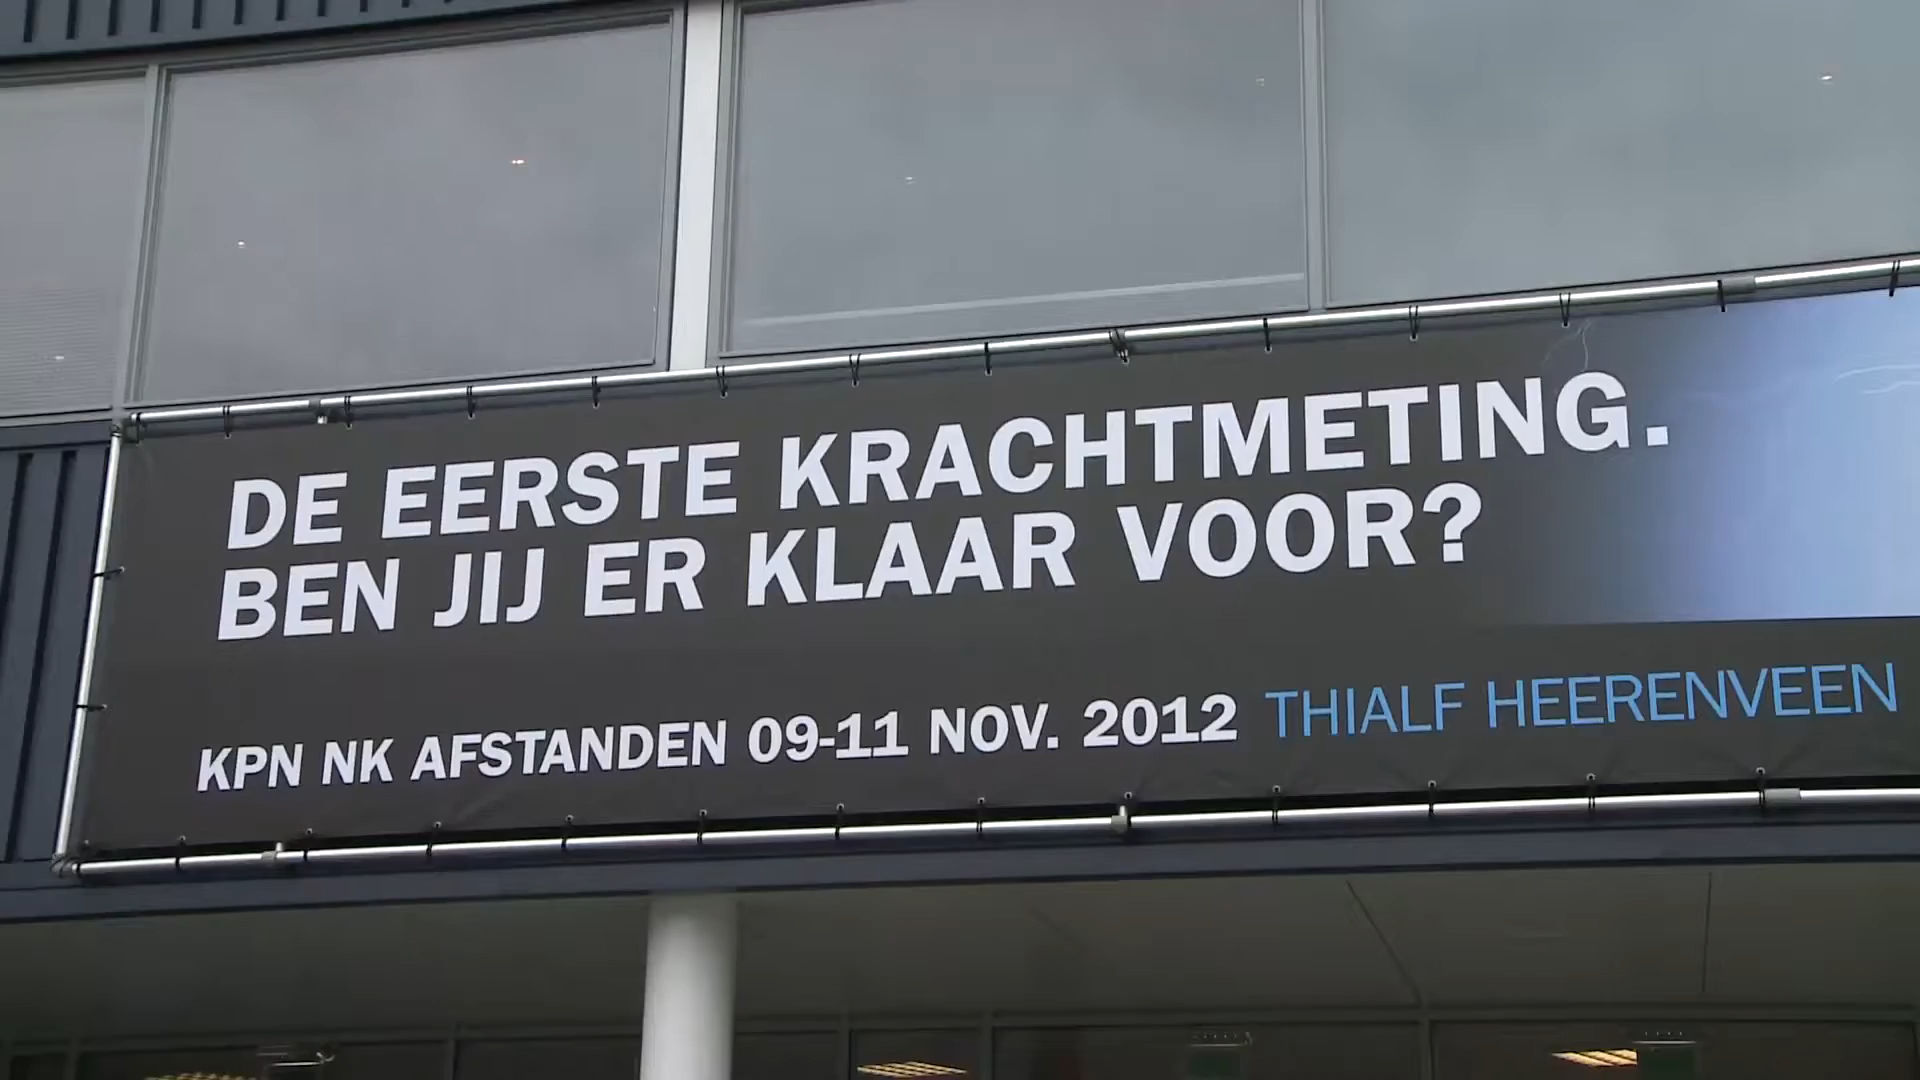 DE EERSTE KRACHTMETING.
BEN JIJ ER KLAAR VOOR?
KPN NK AFSTANDEN 09-11 NOV. 2012 THIALF HEERENVEEN